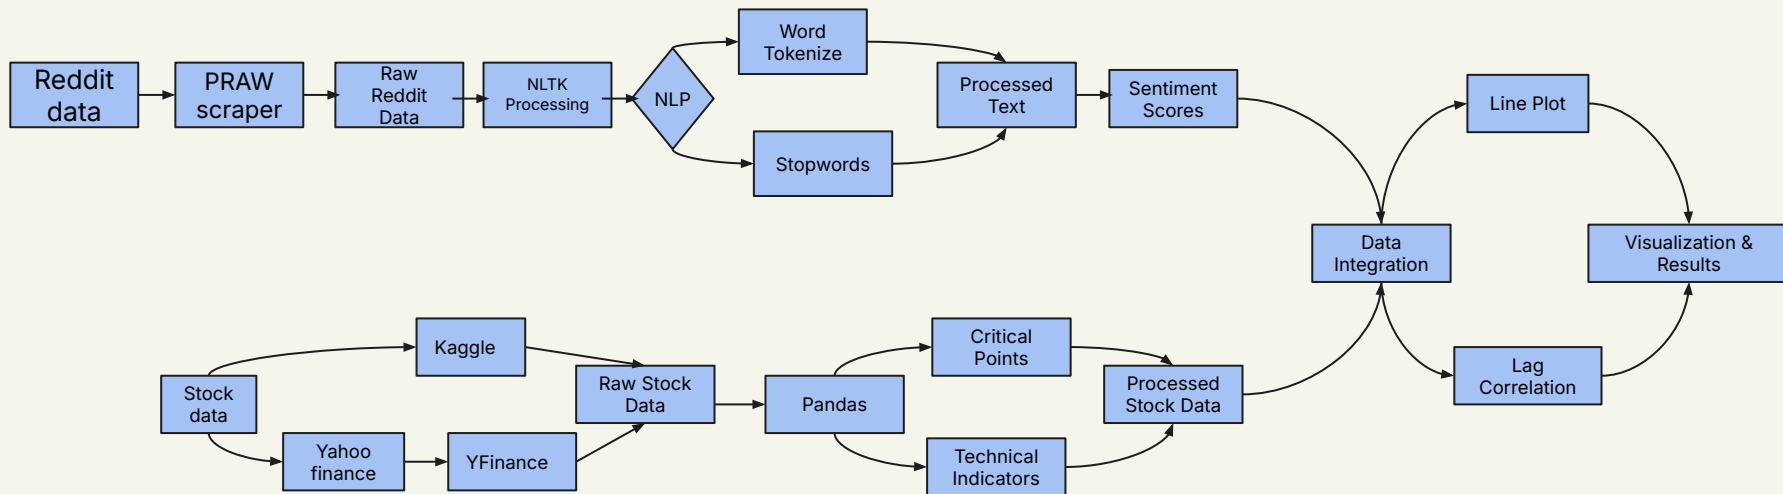 Reddit
data
PRAW
scraper
Raw
Reddit
Data
NLTK
Processing
NLP
Word
Tokenize
Stopwords
Processed
Text
Sentiment
Scores
Line Plot
Data
Integration
Visualization &
Results
Lag
Correlation
Stock
data
Kaggle
Yahoo
finance
YFinance
Raw Stock
Data
Pandas
Critical
Points
Technical
Indicators
Processed
Stock Data